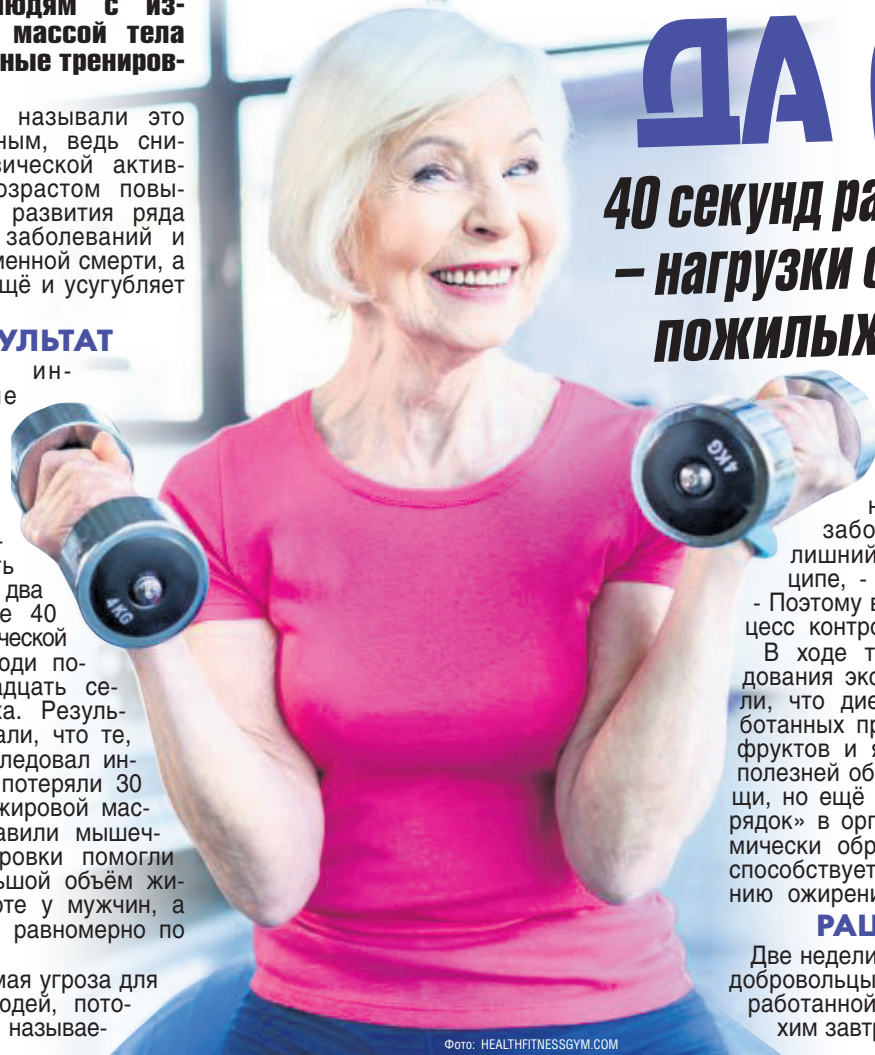 людям с из-
массой тела
ные трениров-
называли это
ным, ведь сни-
зической актив-
озрастом повы-
развития ряда
заболеваний и
менной смерти, а
щё и усугубляет
УЛЬТАТ
ин-
ие
ть
два
е 40
ческой
юди по-
адцать се-
ха. Резуль-
али, что те,
ледовал ин-
потеряли 30
жировой мас-
авили мышеч-
ровки помогли
ьшой объём жи-
оте у мужчин, а
равномерно по
мая угроза для
юдей, пото-
называе-
4KG
4KG
ДА
40 секунд ра
– нагрузки
пожилых
забо
лишний
ципе, -
- Поэтому в
цесс контро
В ходе т
дования экс
ли, что дие
ботанных пр
фруктов и я
полезней об
щи, но ещё
рядок» в орг
мически обр
способствует
нию ожирени
РАЦ
Две недели
добровольцы
работанной
хим завтр
Фото: HEALTHFITNESSGYM.COM